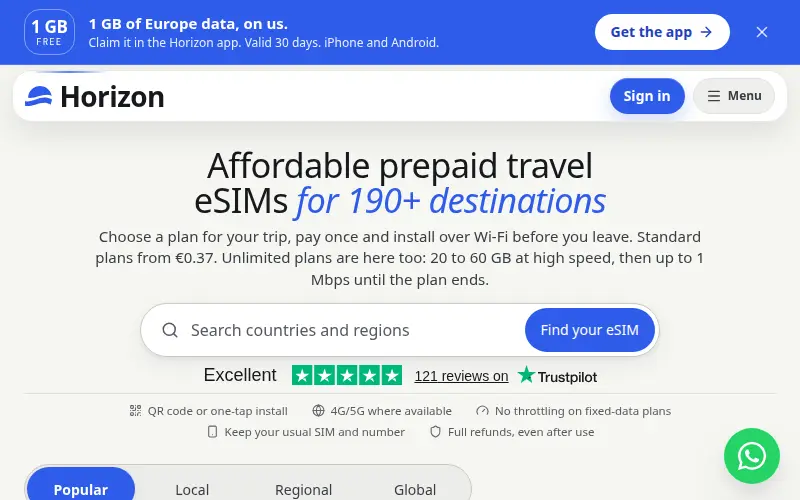 1 GB
FREE
1 GB of Europe data, on us.
Claim it in the Horizon app. Valid 30 days. iPhone and Android.
Get the app
Horizon
Sign in
Menu
Affordable prepaid travel
eSIMs for 190+ destinations
Choose a plan for your trip, pay once and install over Wi-Fi before you leave. Standard
plans from €0.37. Unlimited plans are here too: 20 to 60 GB at high speed, then up to 1
Mbps until the plan ends.
Search countries and regions
Find your eSIM
Excellent
121 reviews on
Trustpilot
QR code or one-tap install
4G/5G where available
No throttling on fixed-data plans
Keep your usual SIM and number
Full refunds, even after use
Popular
Local
Regional
Global